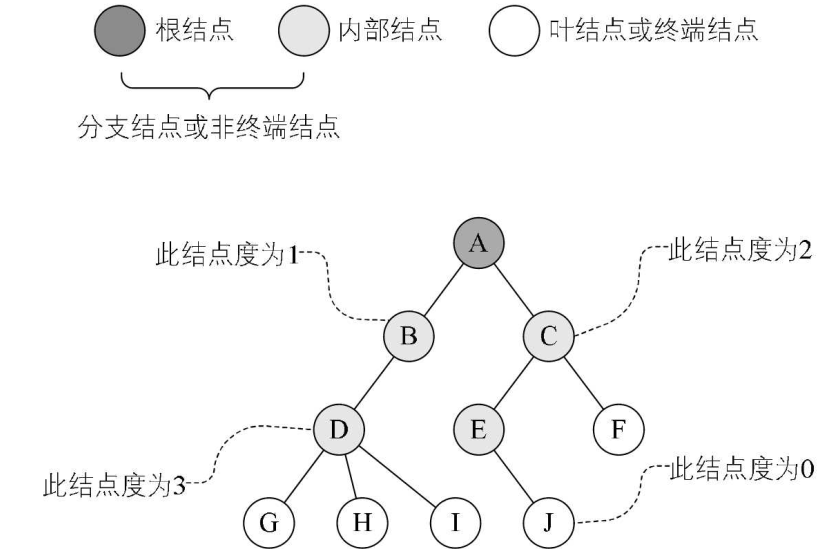 根结点 内部结点 叶结点或终端结点
分支结点或非终端结点
A
此结点度为1 此结点度为2
B C
D E F
此结点度为3 此结点度为0
G H I J